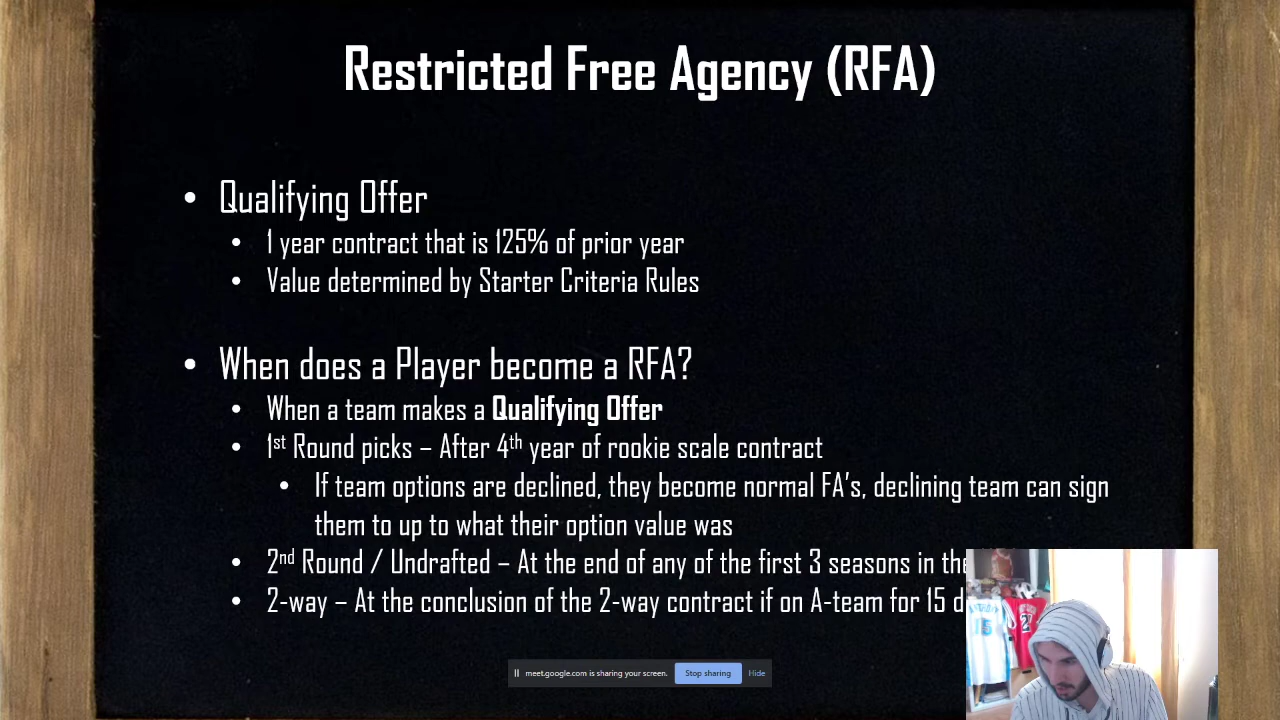 Restricted Free Agency (RFA)
• Qualifying Offer
• 1 year contract that is 125% of prior year
• Value determined by Starter Criteria Rules
• When does a Player become a RFA?
• When a team makes a Qualifying Offer
• 1st Round picks – After 4th year of rookie scale contract
• If team options are declined, they become normal FA's, declining team can sign
them to up to what their option value was
• 2nd Round / Undrafted – At the end of any of the first 3 seasons in the
• 2-way – At the conclusion of the 2-way contract if on A-team for 15
meet.google.com is sharing your screen. Stop sharing Hide
15